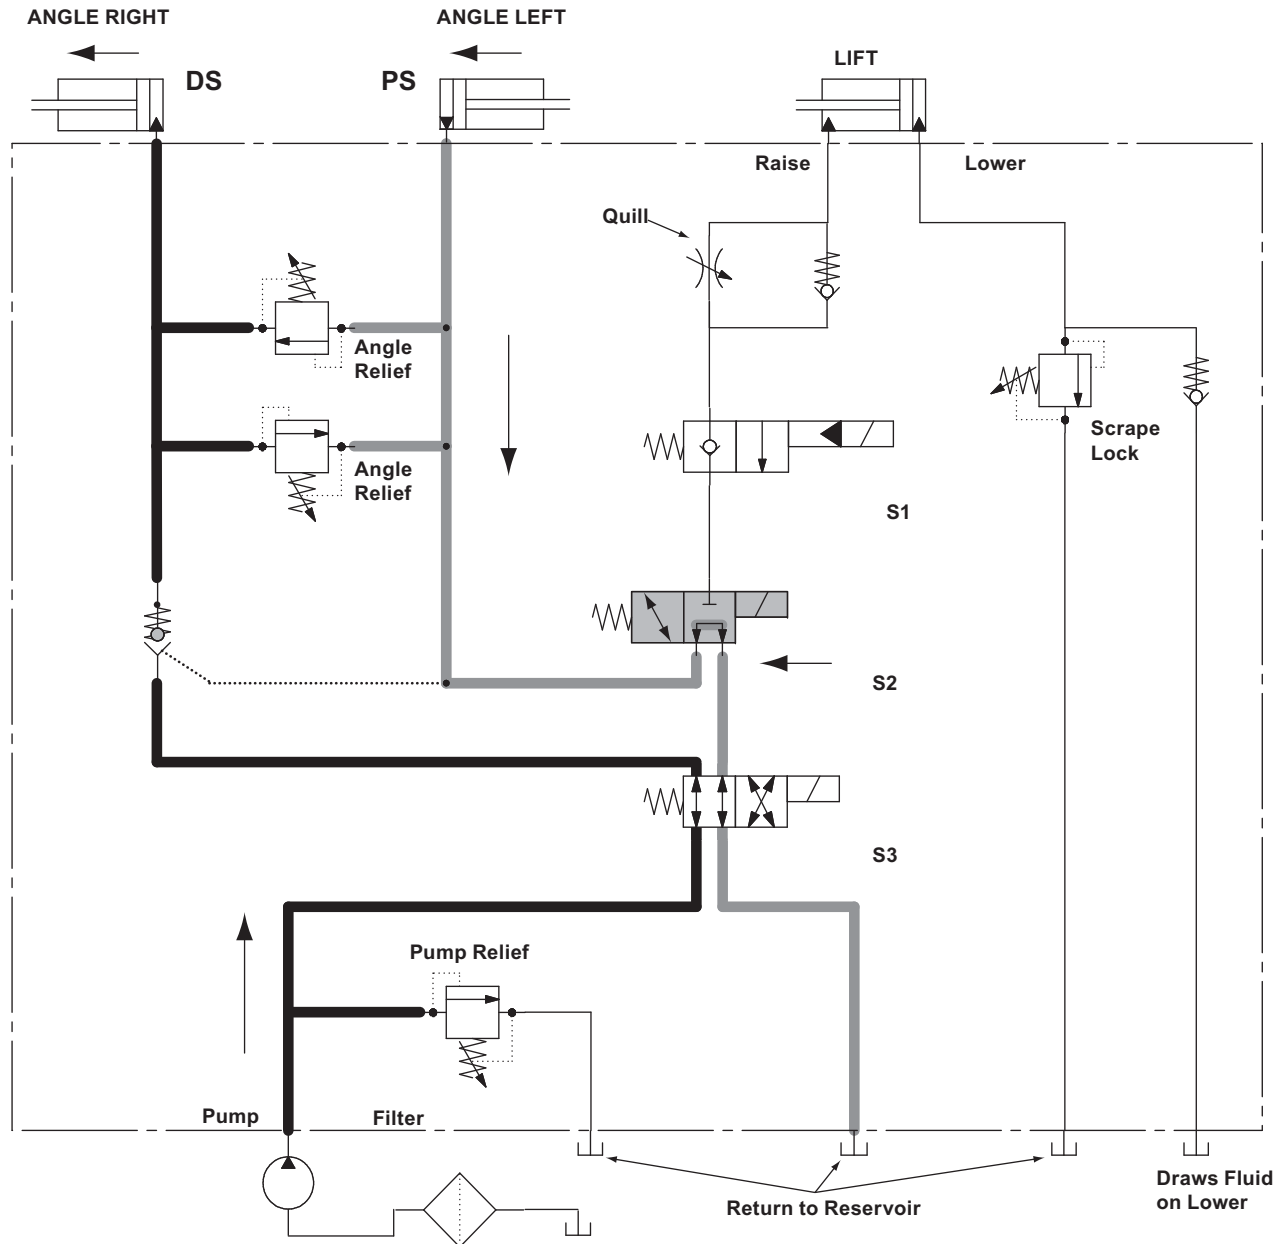 ANGLE RIGHT
ANGLE LEFT
DS
PS
LIFT
Raise
Lower
Quill
Angle
Relief
Angle
Relief
Scrape
Lock
S1
S2
S3
Pump Relief
Pump
Filter
Return to Reservoir
Draws Fluid
on Lower